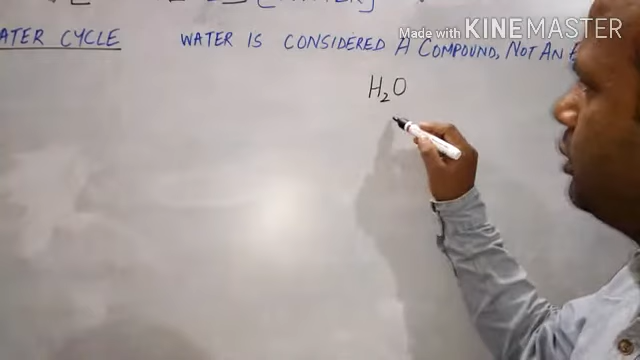 Made with KINEMASTER
ATER CYCLE WATER IS CONSIDERED A COMPOUND, NOT AN
H₂O